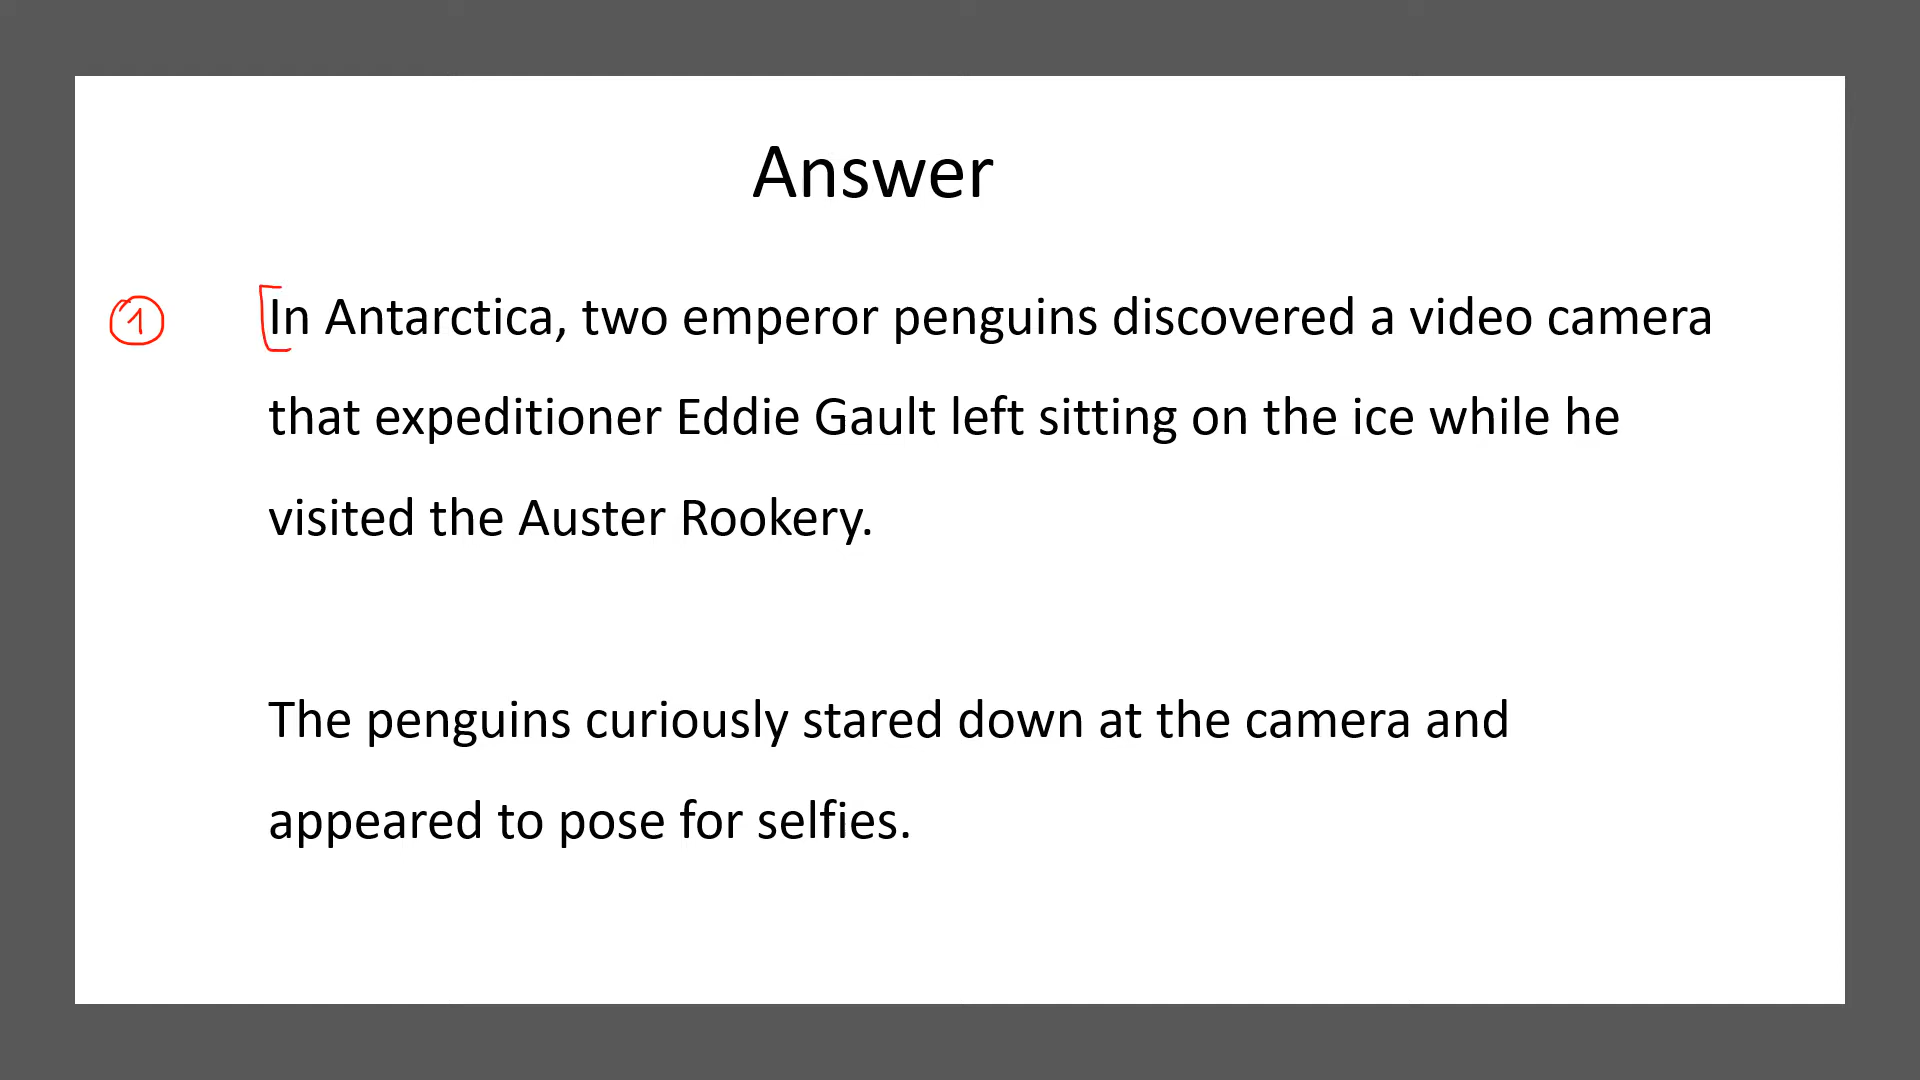 Answer
① [In Antarctica, two emperor penguins discovered a video camera
that expeditioner Eddie Gault left sitting on the ice while he
visited the Auster Rookery.
The penguins curiously stared down at the camera and
appeared to pose for selfies.